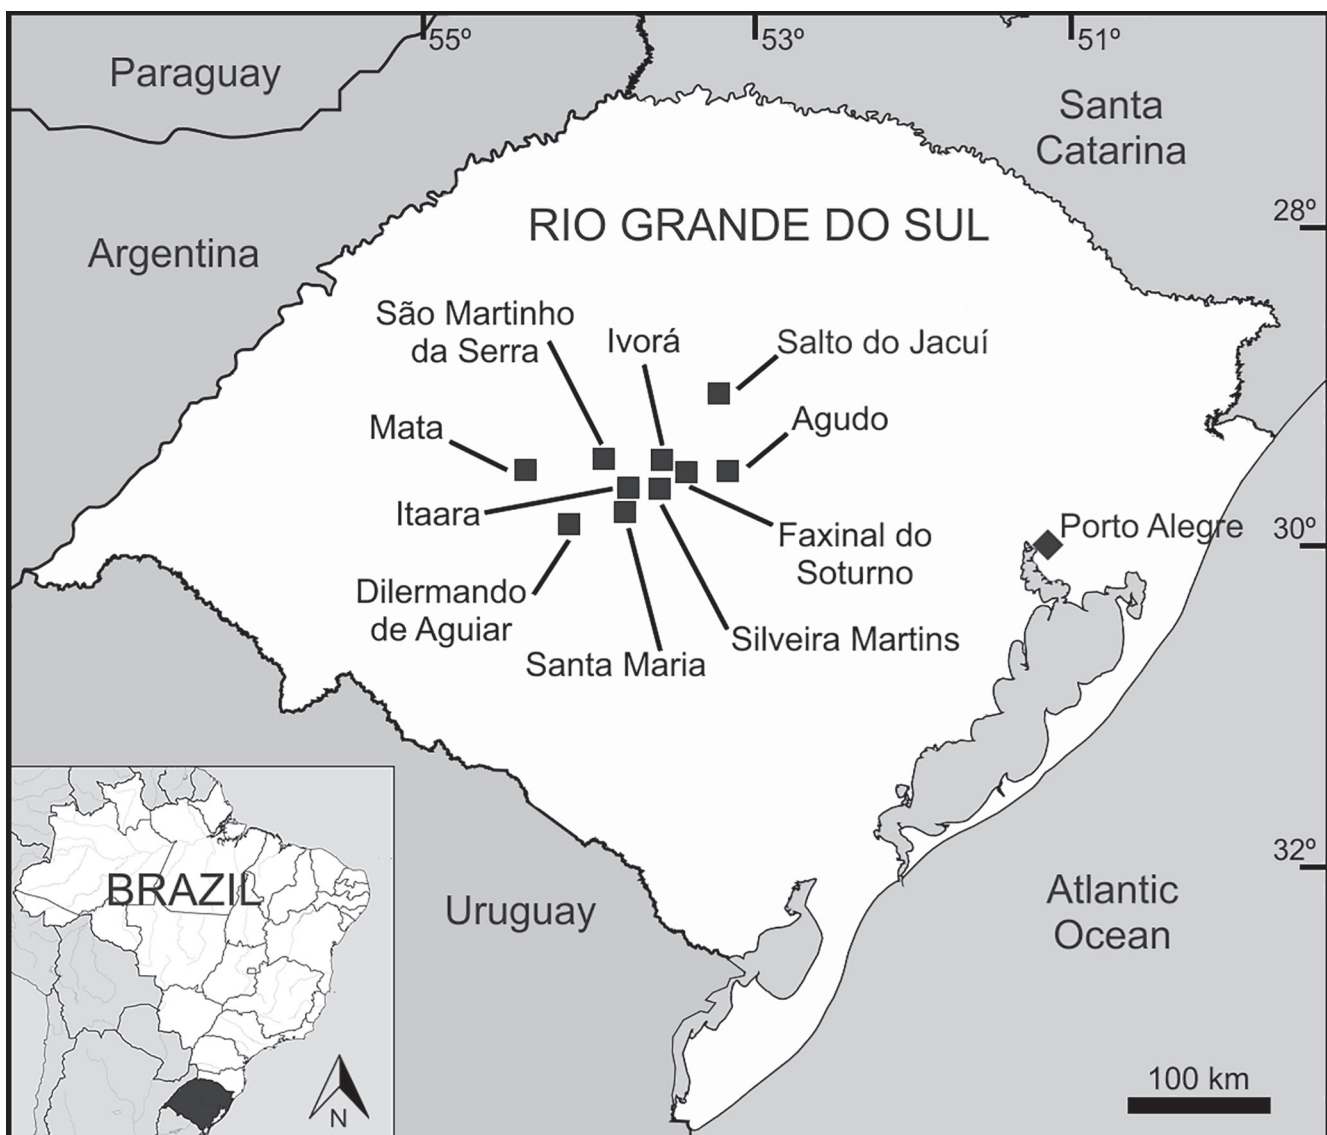 55º
53º
51º
Paraguay
Santa
Catarina
28º
RIO GRANDE DO SUL
Argentina
São Martinho
da Serra
Ivorá
Salto do Jacuí
Mata
Agudo
Itaara
Faxinal do
Soturno
Porto Alegre
30º
Dilermando
de Aguiar
Santa Maria
Silveira Martins
32º
BRAZIL
Uruguay
Atlantic
Ocean
N
100 km